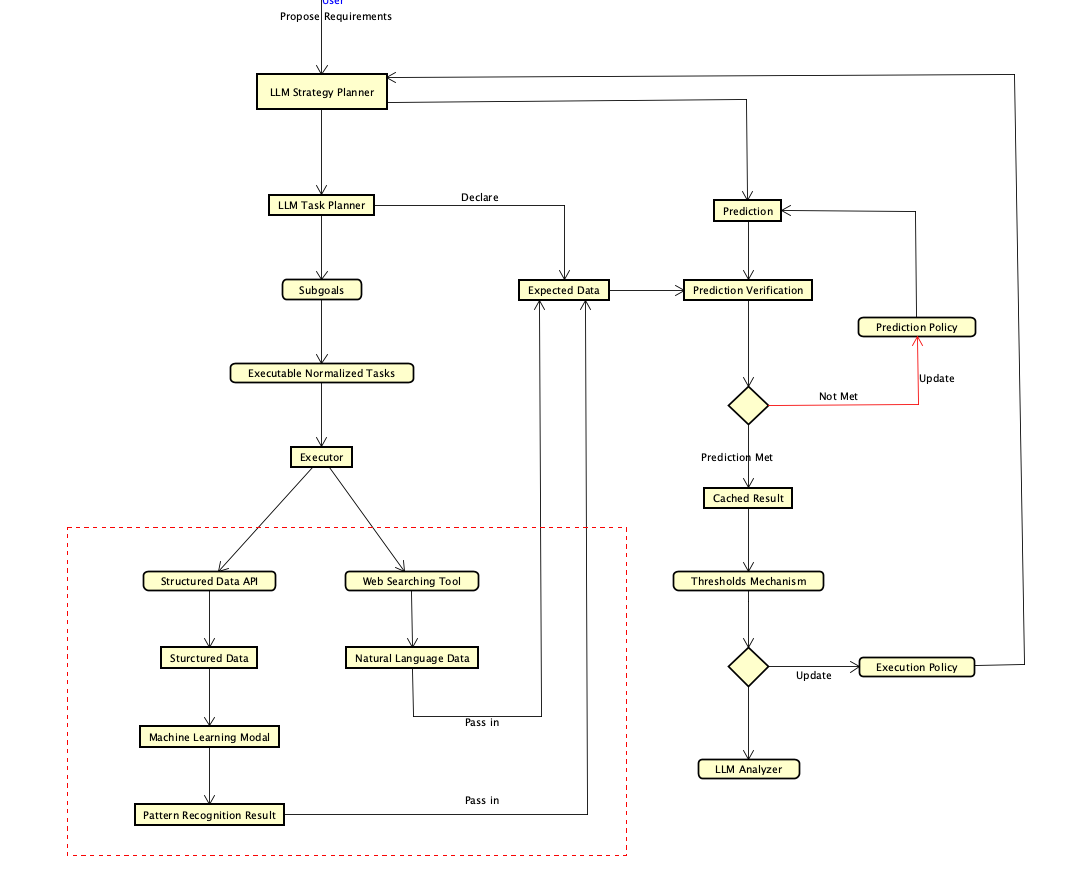 User
Propose Requirements
LLM Strategy Planner
LLM Task Planner
Declare
Prediction
Subgoals
Expected Data
Prediction Verification
Prediction Policy
Executable Normalized Tasks
Update
Not Met
Executor
Prediction Met
Cached Result
Structured Data API
Web Searching Tool
Thresholds Mechanism
Sturctured Data
Natural Language Data
Execution Policy
Update
Pass in
Machine Learning Modal
LLM Analyzer
Pass in
Pattern Recognition Result